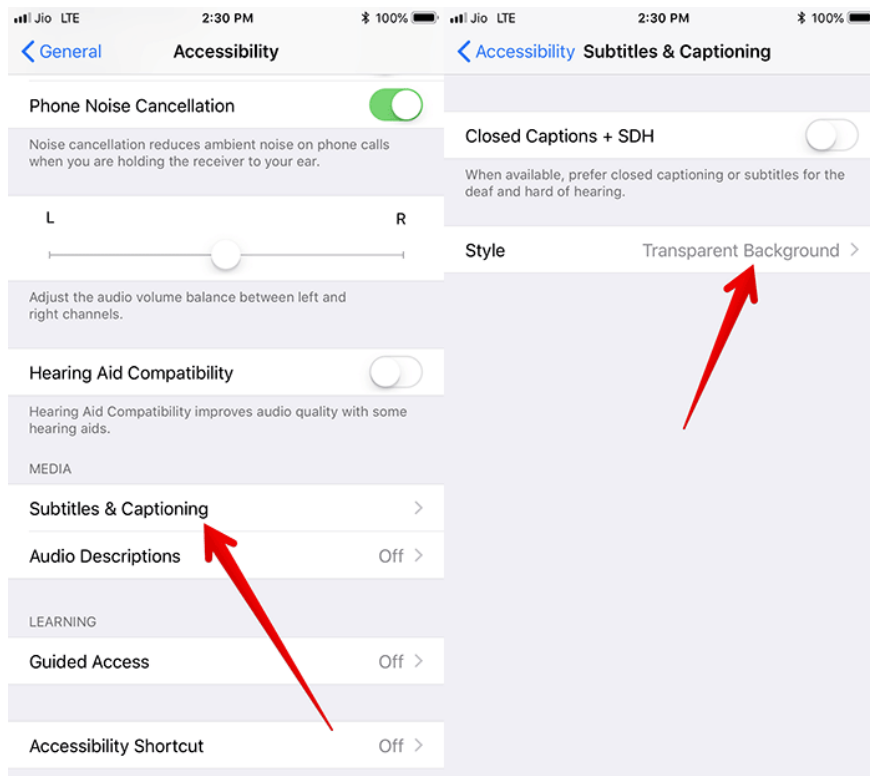 Jio LTE 2:30 PM 100%
General Accessibility
Phone Noise Cancellation
Noise cancellation reduces ambient noise on phone calls
when you are holding the receiver to your ear.
L R
Adjust the audio volume balance between left and
right channels.
Hearing Aid Compatibility
Hearing Aid Compatibility improves audio quality with some
hearing aids.
MEDIA
Subtitles & Captioning
Audio Descriptions Off
LEARNING
Guided Access Off
Accessibility Shortcut Off
Jio LTE 2:30 PM 100%
Accessibility Subtitles & Captioning
Closed Captions + SDH
When available, prefer closed captioning or subtitles for the
deaf and hard of hearing.
Style Transparent Background